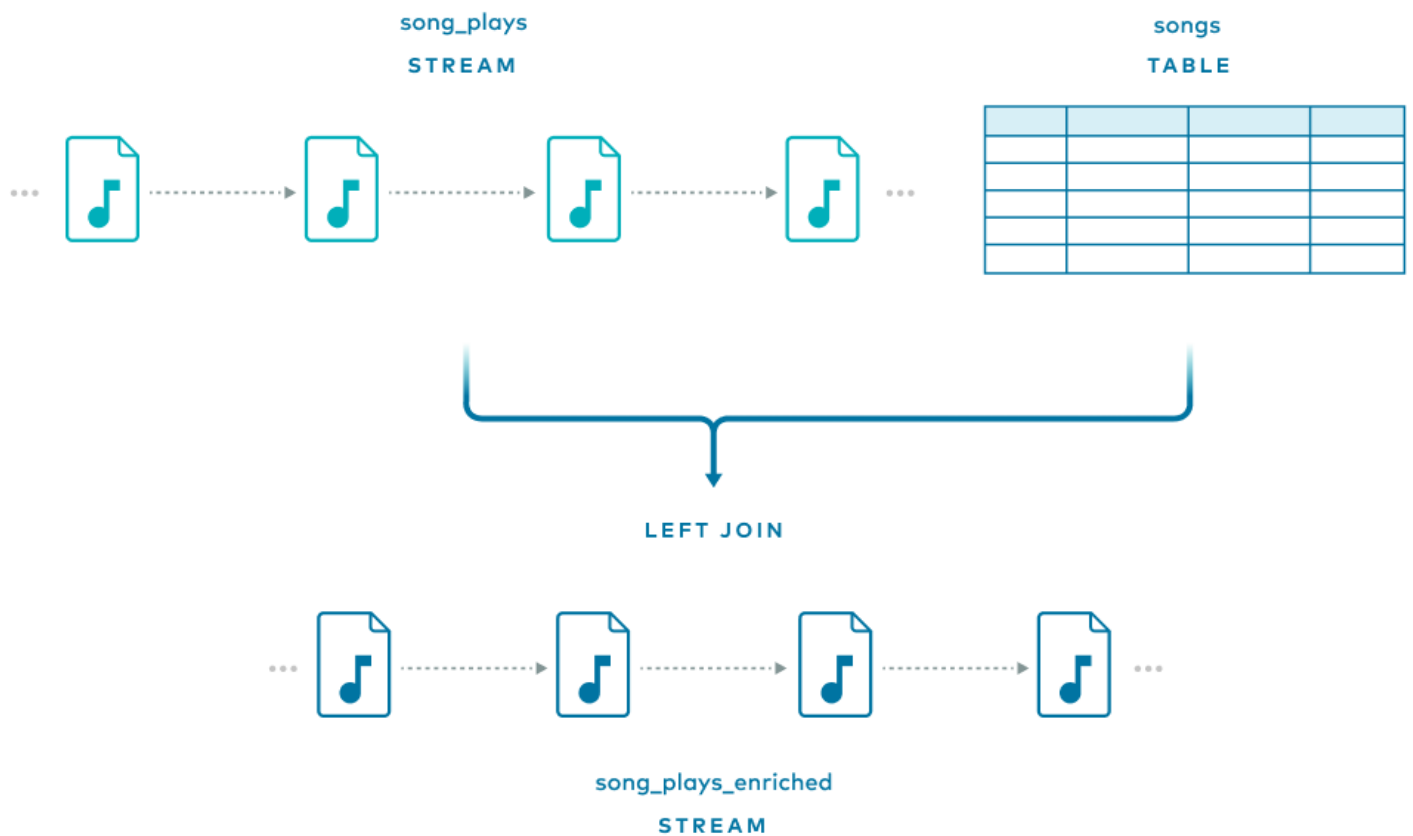 song_plays
STREAM
songs
TABLE
LEFT JOIN
song_plays_enriched
STREAM